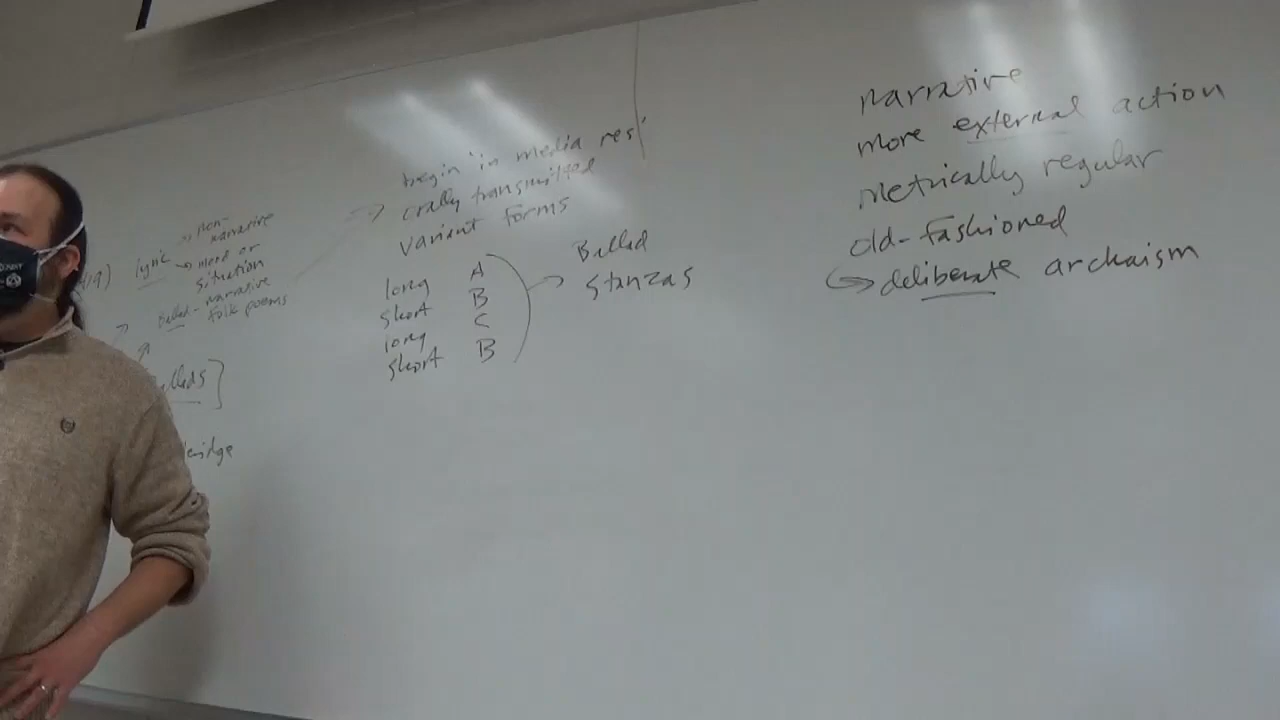 lyric
non-
narrative
mood or
situation
Ballad-
narrative
folk poems
begin 'in media res'
orally transmitted
variant forms
long A
short B
long C
short B
Ballad
stanzas
narrative
more external action
metrically regular
old-fashioned
deliberate archaism